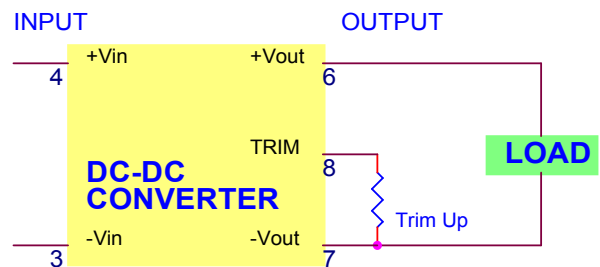 INPUT
OUTPUT
+Vin
+Vout
4
6
TRIM
8
LOAD
DC-DC
CONVERTER
Trim Up
-Vin
-Vout
3
7